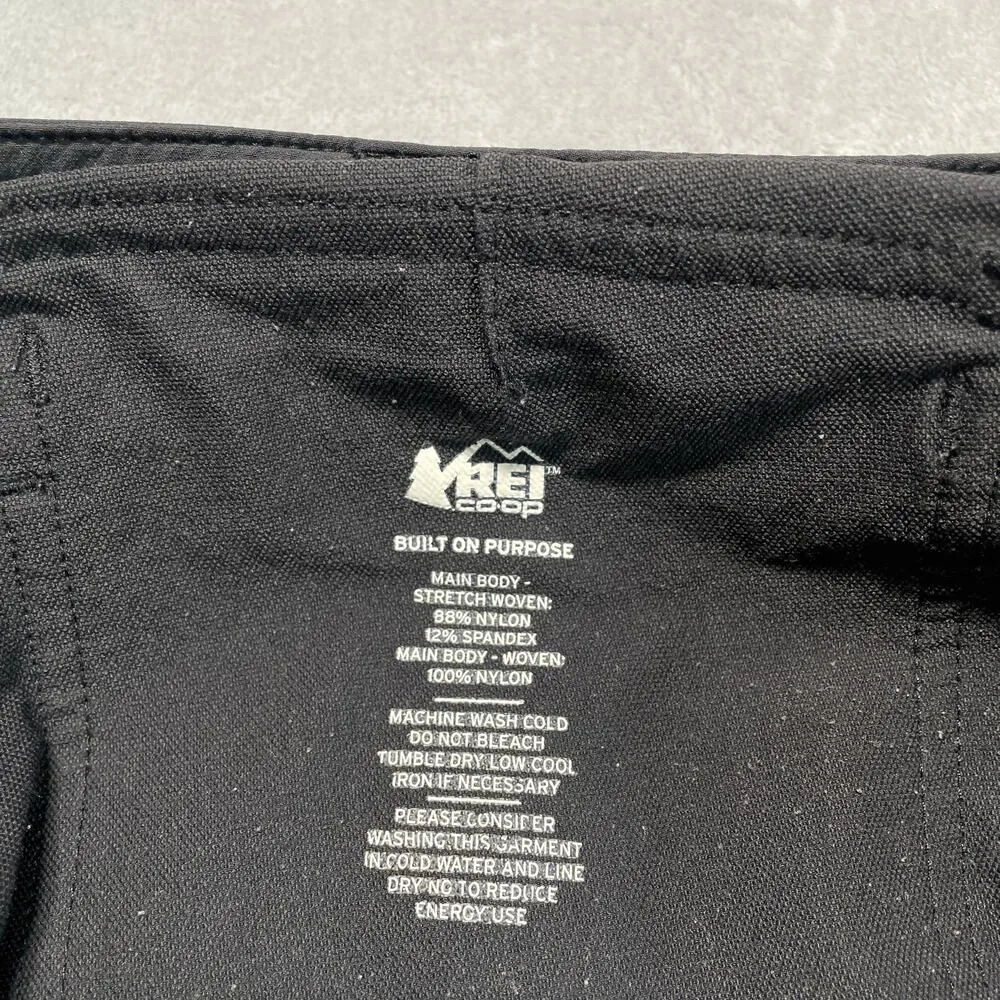 REI™
CO·OP
BUILT ON PURPOSE
MAIN BODY -
STRETCH WOVEN:
88% NYLON
12% SPANDEX
MAIN BODY - WOVEN:
100% NYLON
MACHINE WASH COLD
DO NOT BLEACH
TUMBLE DRY LOW COOL
IRON IF NECESSARY
PLEASE CONSIDER
WASHING THIS GARMENT
IN COLD WATER AND LINE
DRYING TO REDUCE
ENERGY USE